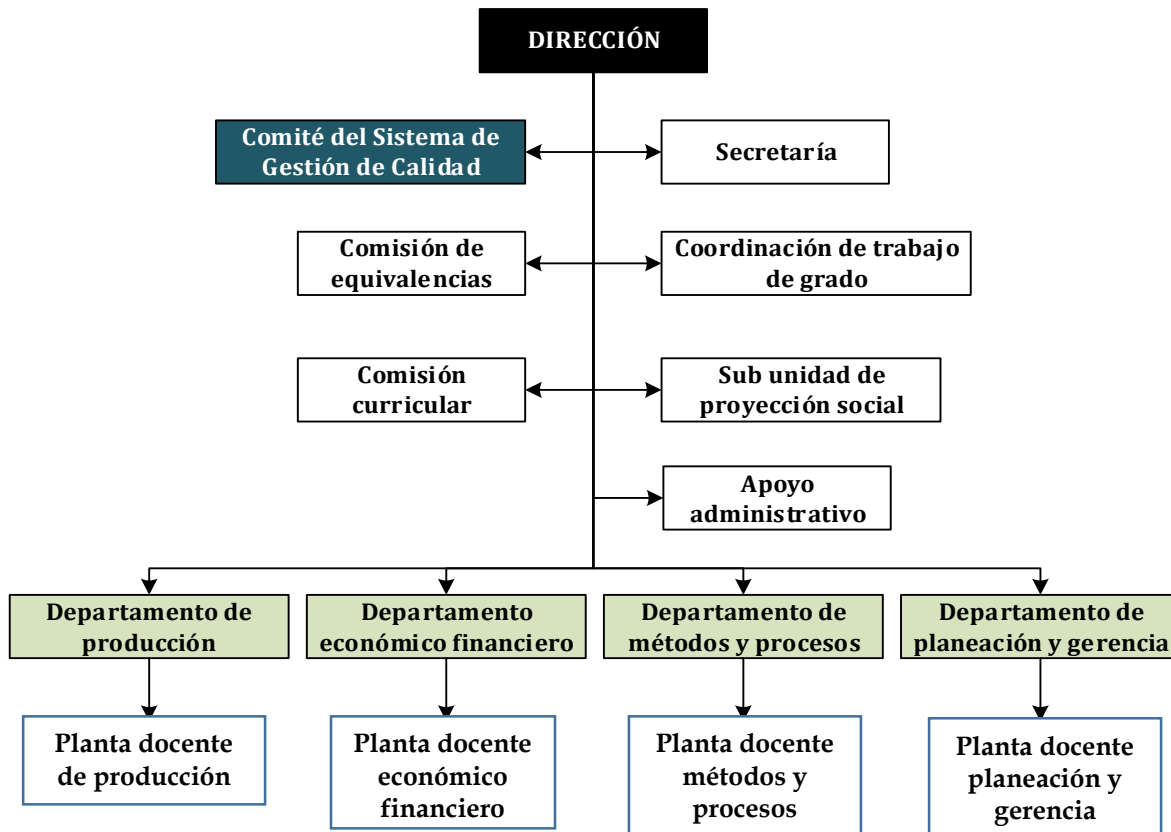 DIRECCIÓN
Comité del Sistema de
Gestión de Calidad
Secretaría
Comisión de
equivalencias
Coordinación de trabajo
de grado
Comisión
curricular
Sub unidad de
proyección social
Apoyo
administrativo
Departamento de
producción
Departamento
económico financiero
Departamento de
métodos y procesos
Departamento de
planeación y gerencia
Planta docente
de producción
Planta docente
económico
financiero
Planta docente
métodos y
procesos
Planta docente
planeación y
gerencia